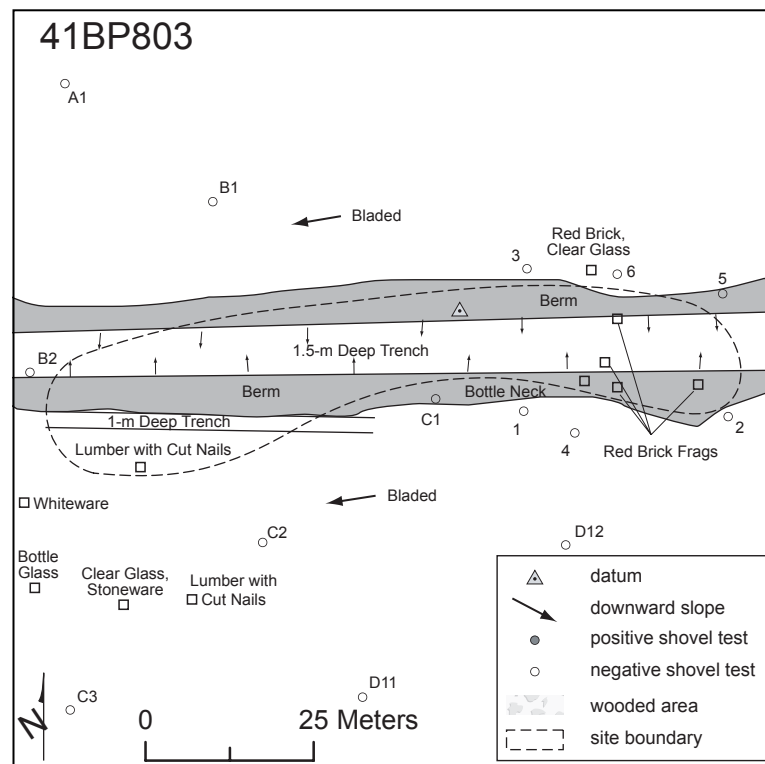 41BP803
A1
B1
Bladed
Red Brick,
Clear Glass
3
6
5
Berm
1.5-m Deep Trench
B2
Berm
Bottle Neck
C1
1-m Deep Trench
1
2
4
Lumber with Cut Nails
Red Brick Frags
Whiteware
Bladed
C2
D12
Bottle
Glass
Clear Glass,
Stoneware
Lumber with
Cut Nails
datum
downward slope
positive shovel test
negative shovel test
wooded area
site boundary
C3
D11
N
0
25 Meters